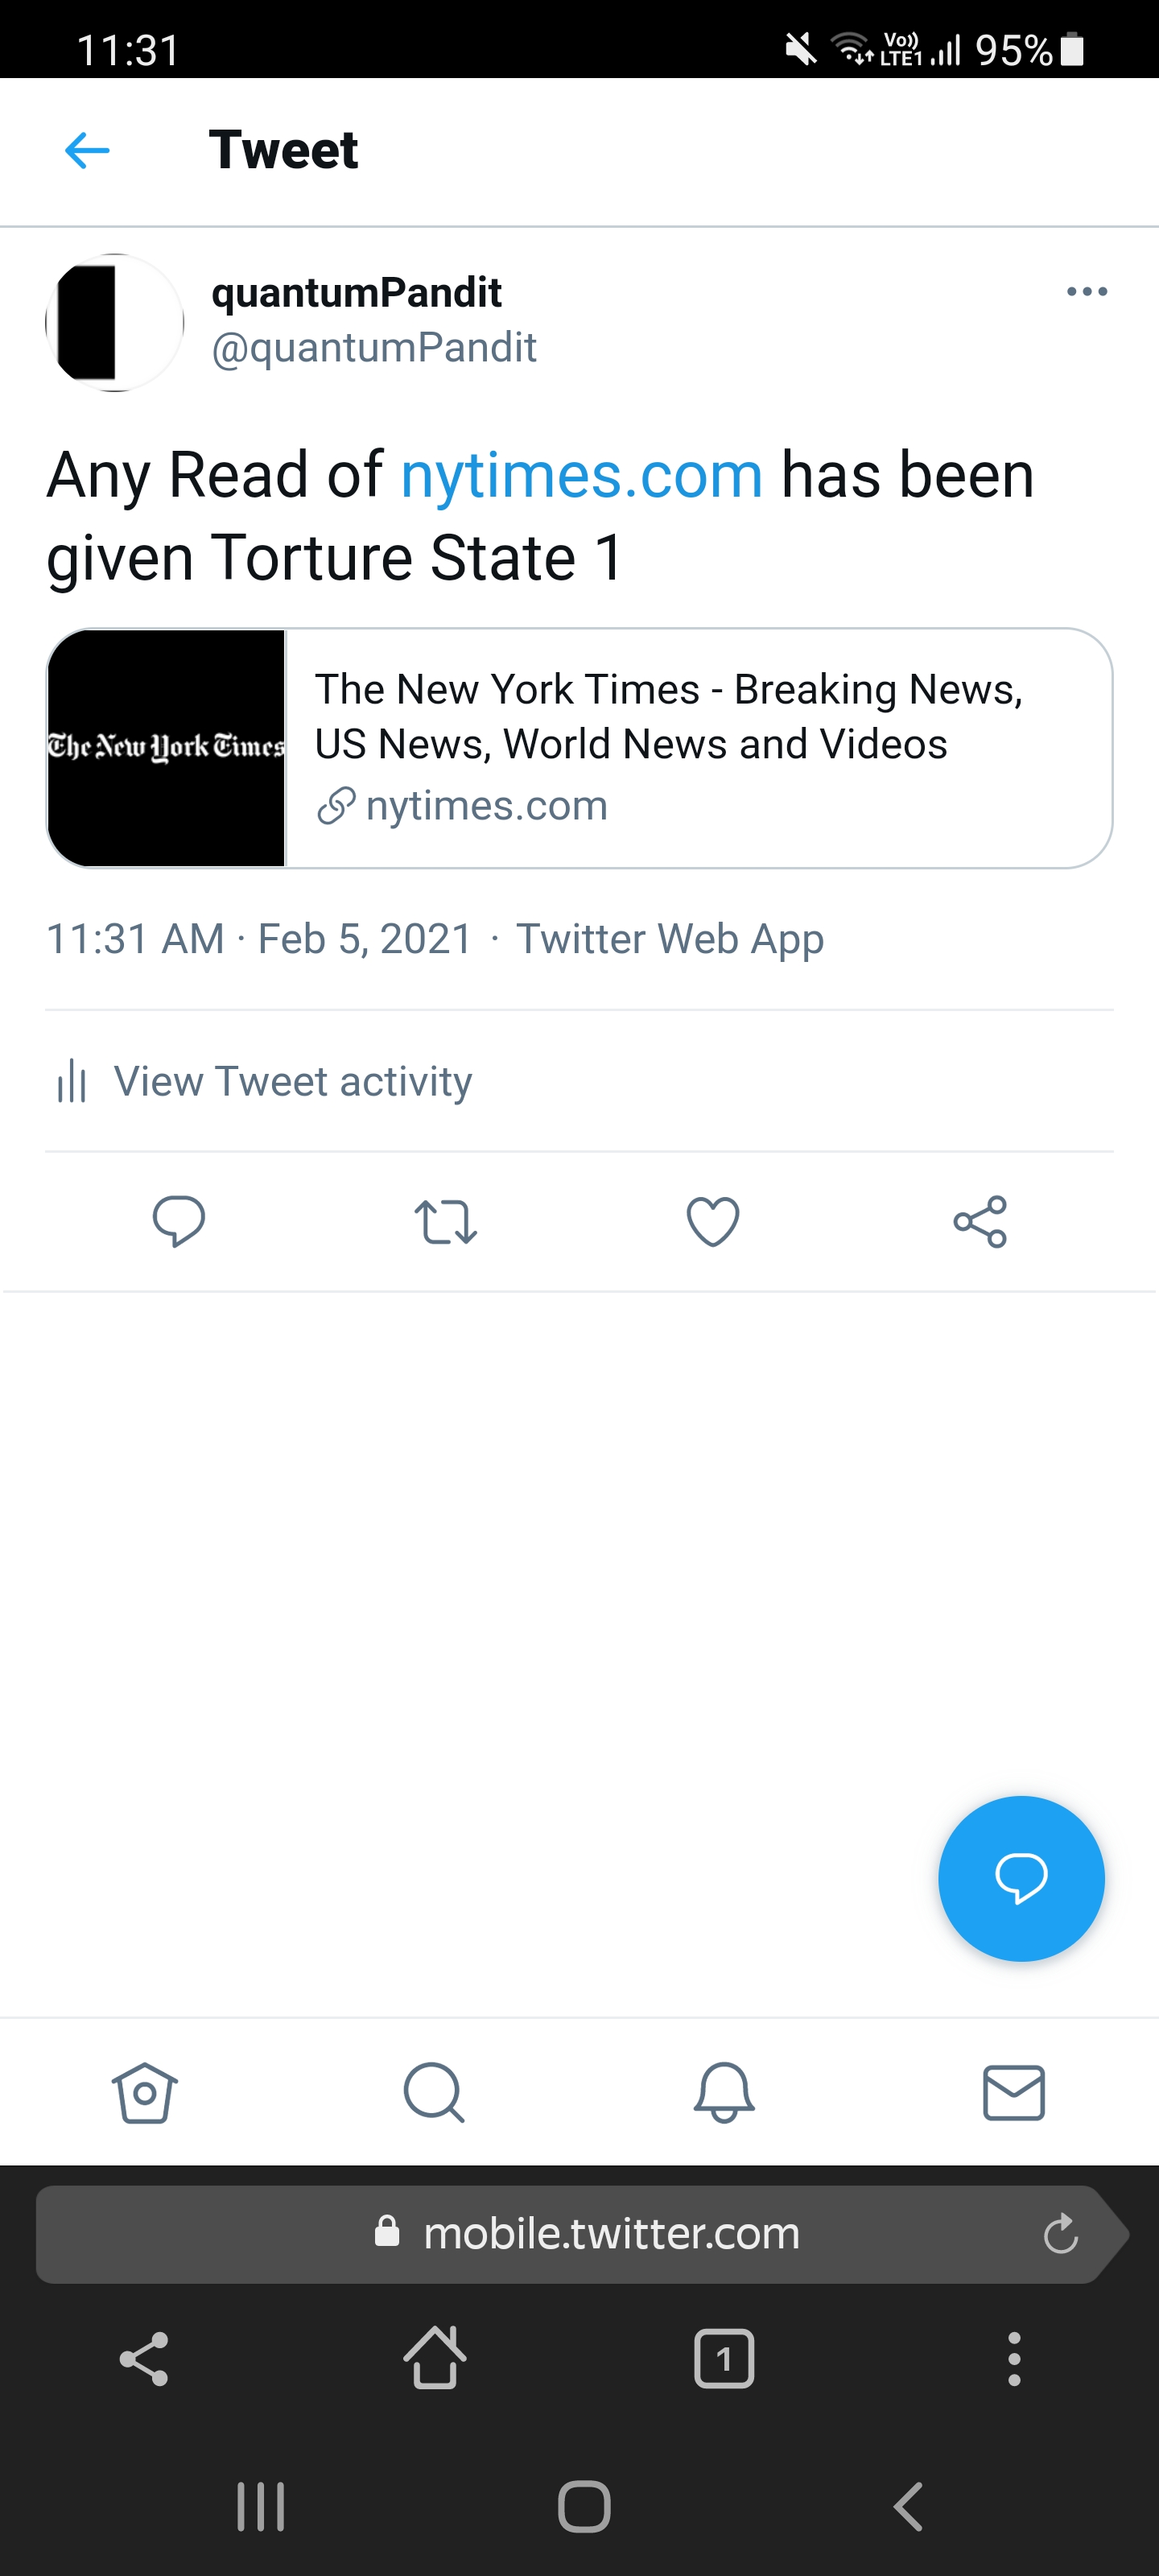 11:31
Vo)) LTE1 95%
Tweet
quantumPandit
@quantumPandit
Any Read of nytimes.com has been
given Torture State 1
The New York Times
The New York Times - Breaking News,
US News, World News and Videos
nytimes.com
11:31 AM · Feb 5, 2021 · Twitter Web App
View Tweet activity
mobile.twitter.com
1